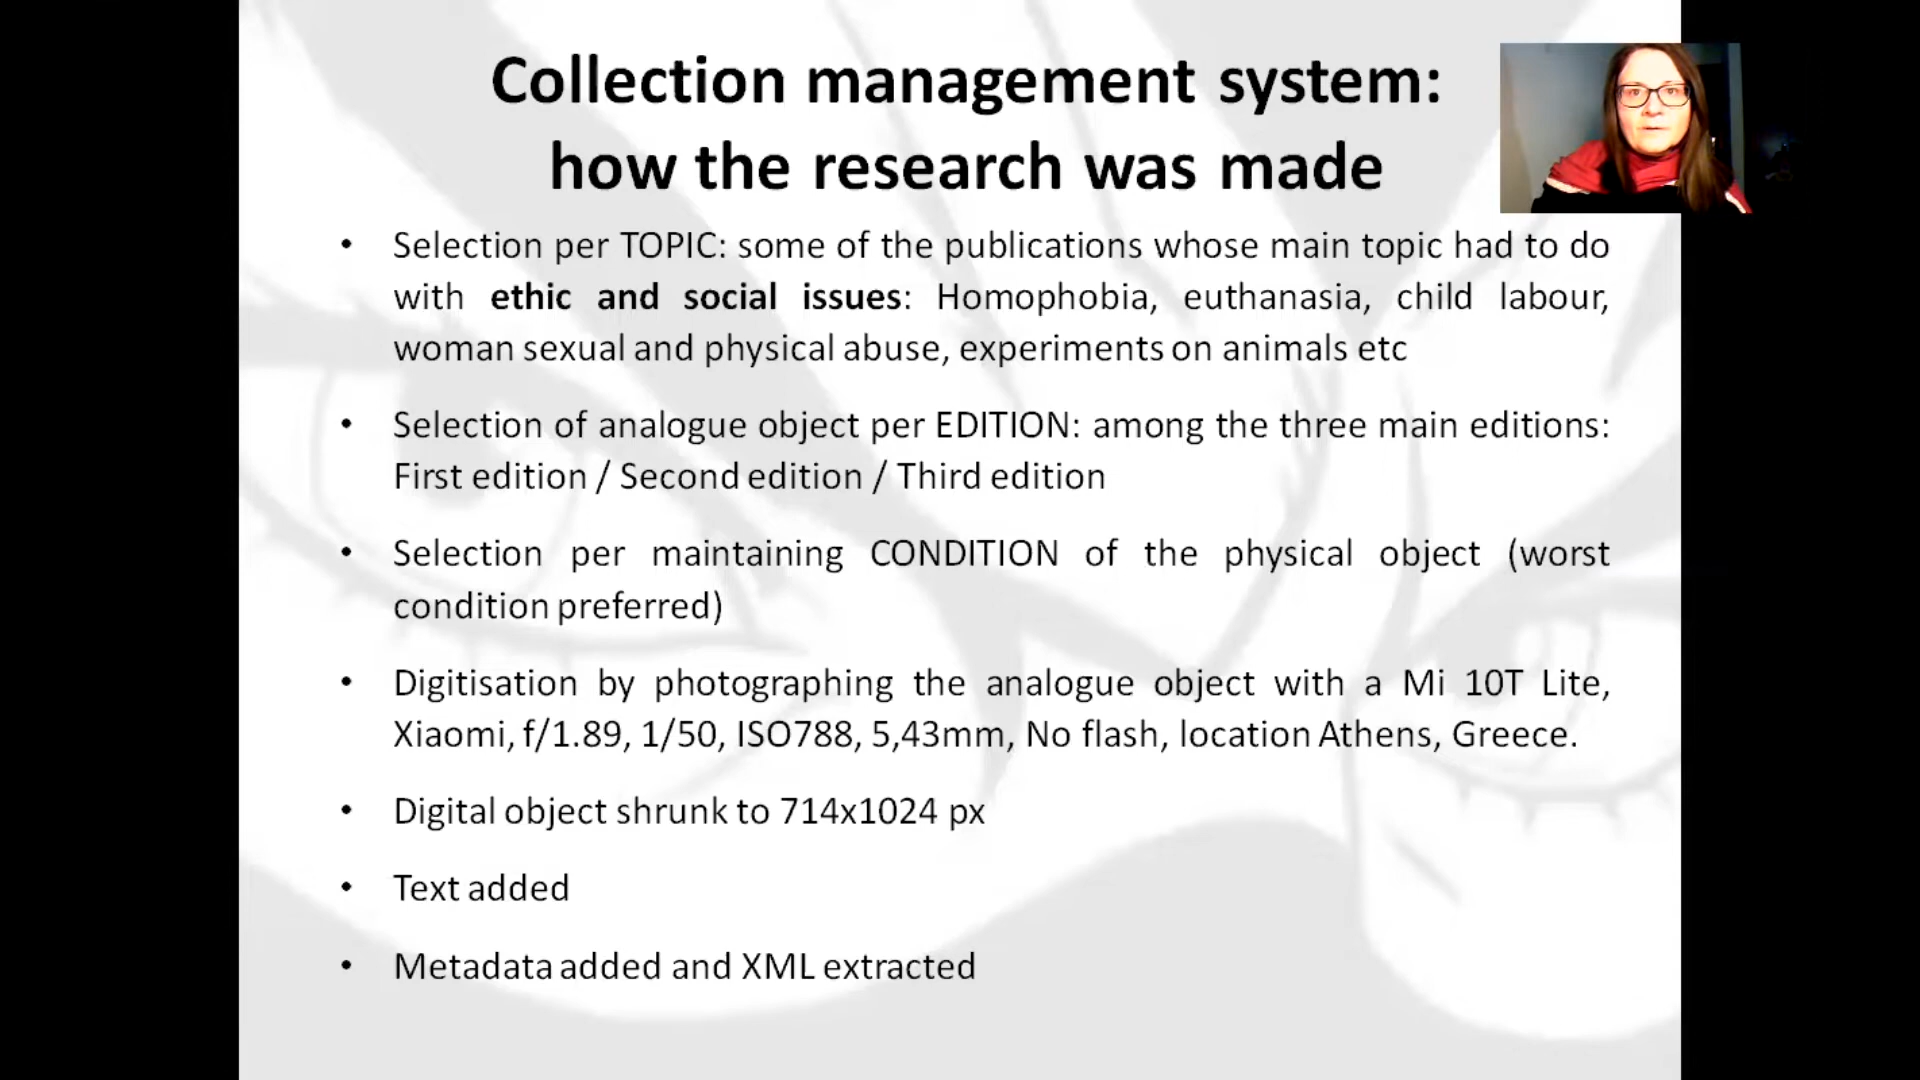 Collection management system:
how the research was made
• Selection per TOPIC: some of the publications whose main topic had to do
with ethic and social issues: Homophobia, euthanasia, child labour,
woman sexual and physical abuse, experiments on animals etc
• Selection of analogue object per EDITION: among the three main editions:
First edition / Second edition / Third edition
• Selection per maintaining CONDITION of the physical object (worst
condition preferred)
• Digitisation by photographing the analogue object with a Mi 10T Lite,
Xiaomi, f/1.89, 1/50, ISO788, 5,43mm, No flash, location Athens, Greece.
• Digital object shrunk to 714x1024 px
• Text added
• Metadata added and XML extracted